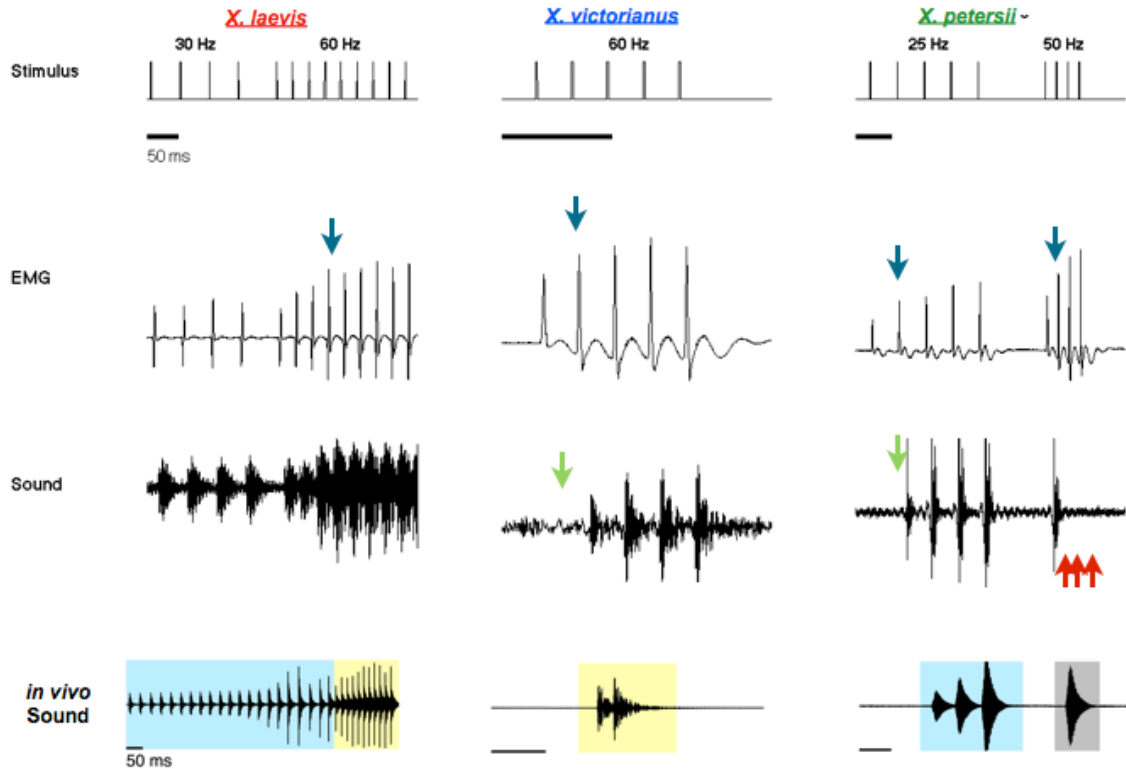 X. laevis
X. victorianus
X. petersii
30 Hz
60 Hz
60 Hz
25 Hz
50 Hz
Stimulus
50 ms
EMG
Sound
in vivo
Sound
50 ms